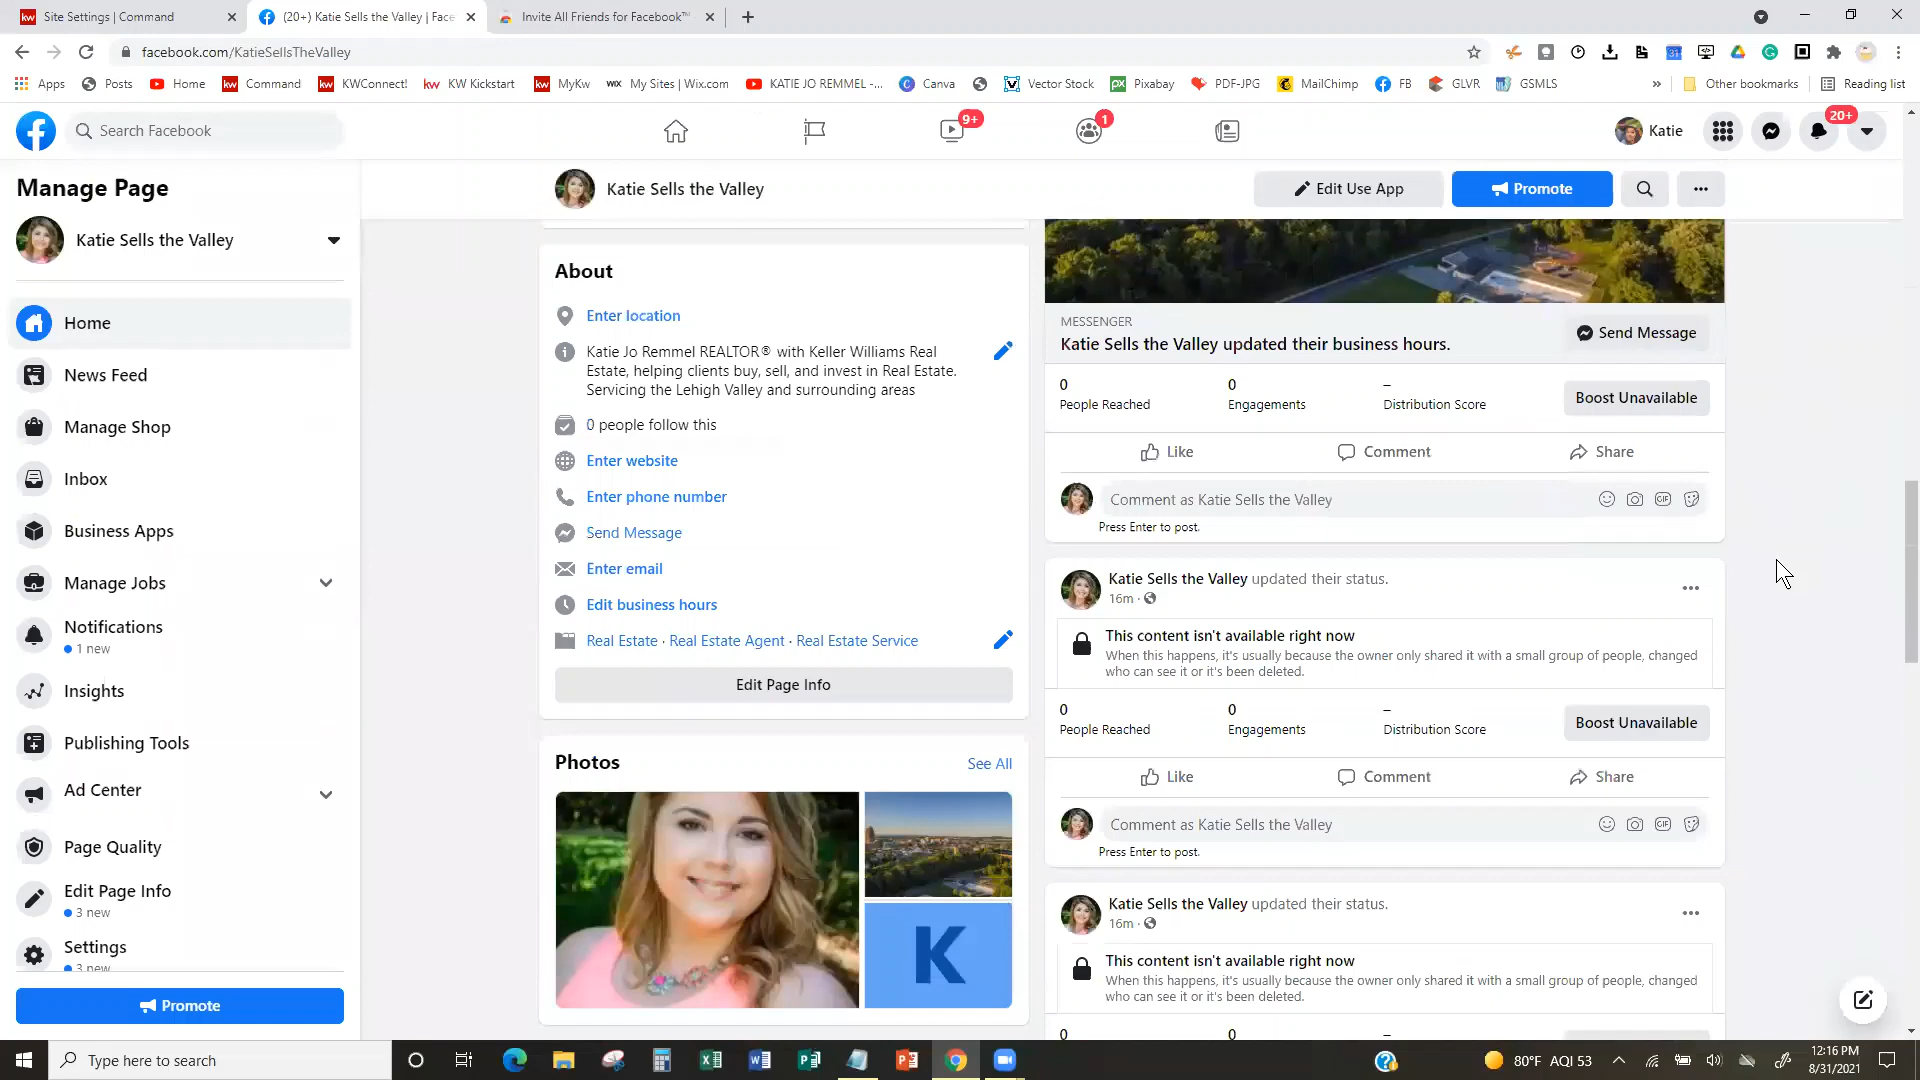 kw Site Settings | Command
(20+) Katie Sells the Valley | Face
Invite All Friends for Facebook™
facebook.com/KatieSellsTheValley
Apps
Posts
Home
kw Command
kw KWConnect!
kw KW Kickstart
kw MyKw
WIX My Sites | Wix.com
KATIE JO REMMEL -...
Canva
Vector Stock
px Pixabay
PDF-JPG
MailChimp
FB
GLVR
GSMLS
»
Other bookmarks
Reading list
Search Facebook
9+
1
Katie
20+
Manage Page
Katie Sells the Valley
Home
News Feed
Manage Shop
Inbox
Business Apps
Manage Jobs
Notifications
1 new
Insights
Publishing Tools
Ad Center
Page Quality
Edit Page Info
3 new
Settings
3 new
Promote
Katie Sells the Valley
Edit Use App
Promote
About
Enter location
Katie Jo Remmel REALTOR® with Keller Williams Real
Estate, helping clients buy, sell, and invest in Real Estate.
Servicing the Lehigh Valley and surrounding areas
0 people follow this
Enter website
Enter phone number
Send Message
Enter email
Edit business hours
Real Estate · Real Estate Agent · Real Estate Service
Edit Page Info
Photos
See All
K
MESSENGER
Katie Sells the Valley updated their business hours.
Send Message
0
People Reached
0
Engagements
–
Distribution Score
Boost Unavailable
Like
Comment
Share
Comment as Katie Sells the Valley
GIF
Press Enter to post.
Katie Sells the Valley updated their status.
16m ·
This content isn't available right now
When this happens, it's usually because the owner only shared it with a small group of people, changed
who can see it or it's been deleted.
0
People Reached
0
Engagements
–
Distribution Score
Boost Unavailable
Like
Comment
Share
Comment as Katie Sells the Valley
GIF
Press Enter to post.
Katie Sells the Valley updated their status.
16m ·
This content isn't available right now
When this happens, it's usually because the owner only shared it with a small group of people, changed
who can see it or it's been deleted.
0
0
–
Type here to search
80°F AQI 53
12:16 PM
8/31/2021